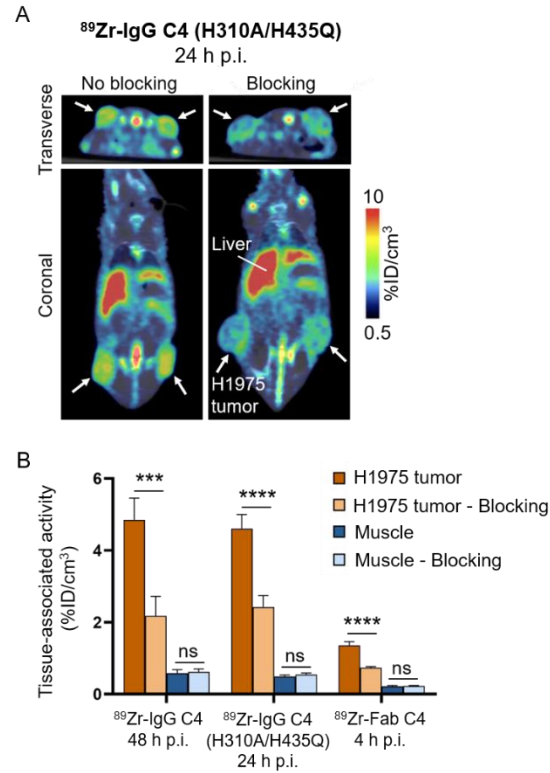 A
⁸⁹Zr-IgG C4 (H310A/H435Q)
24 h p.i.
No blocking
Blocking
Transverse
Coronal
Liver
H1975
tumor
10
%ID/cm³
0.5
B
Tissue-associated activity
(%ID/cm³)
6
4
2
0
***
ns
****
ns
****
ns
H1975 tumor
H1975 tumor - Blocking
Muscle
Muscle - Blocking
⁸⁹Zr-IgG C4
48 h p.i.
⁸⁹Zr-IgG C4
(H310A/H435Q)
24 h p.i.
⁸⁹Zr-Fab C4
4 h p.i.